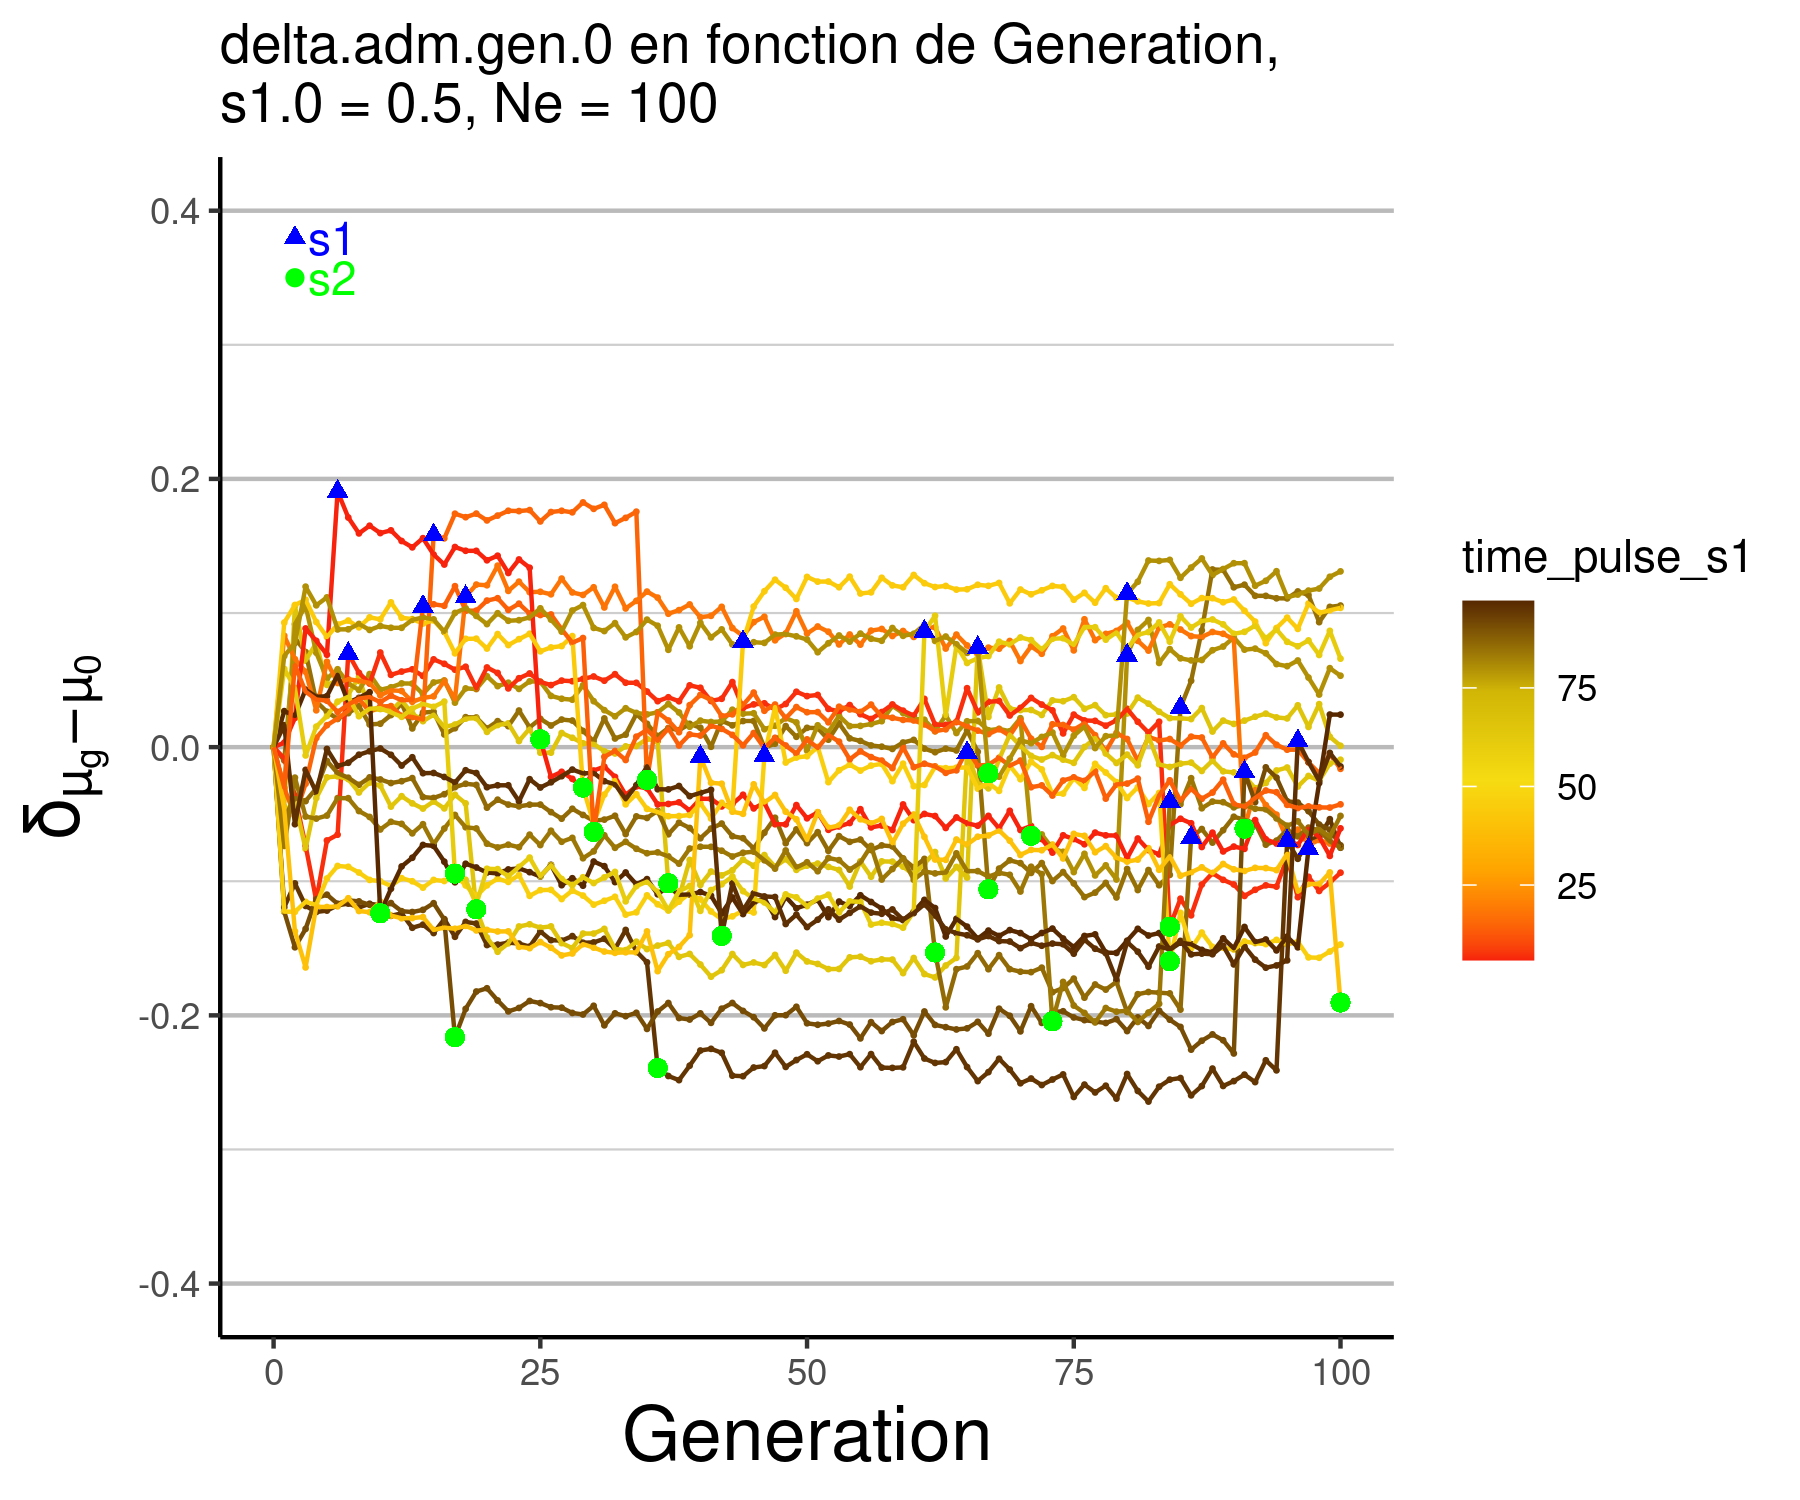 delta.adm.gen.0 en fonction de Generation,
s1.0 = 0.5, Ne = 100
0.4
s1
s2
0.2
0.0
-0.2
-0.4
δμg−μ0
0
25
50
75
100
Generation
time_pulse_s1
75
50
25